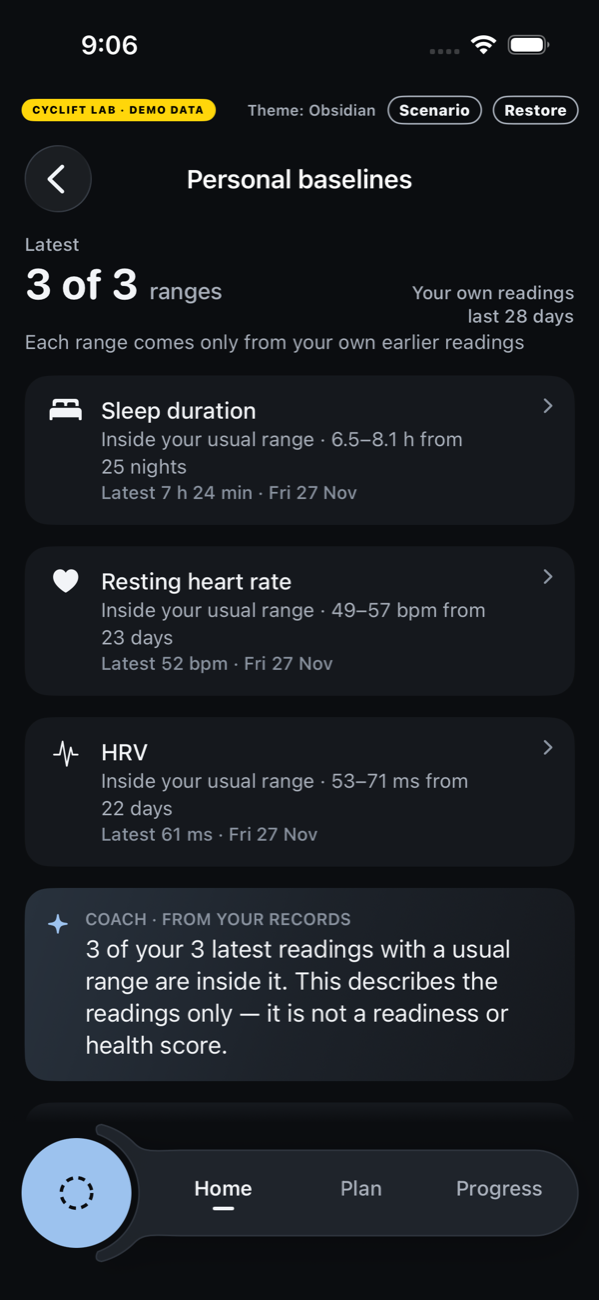 9:06
CYCLIFT LAB · DEMO DATA
Theme: Obsidian
Scenario
Restore
Personal baselines
Latest
3 of 3 ranges
Your own readings
last 28 days
Each range comes only from your own earlier readings
Sleep duration
Inside your usual range · 6.5–8.1 h from
25 nights
Latest 7 h 24 min · Fri 27 Nov
Resting heart rate
Inside your usual range · 49–57 bpm from
23 days
Latest 52 bpm · Fri 27 Nov
HRV
Inside your usual range · 53–71 ms from
22 days
Latest 61 ms · Fri 27 Nov
COACH · FROM YOUR RECORDS
3 of your 3 latest readings with a usual
range are inside it. This describes the
readings only — it is not a readiness or
health score.
Home
Plan
Progress